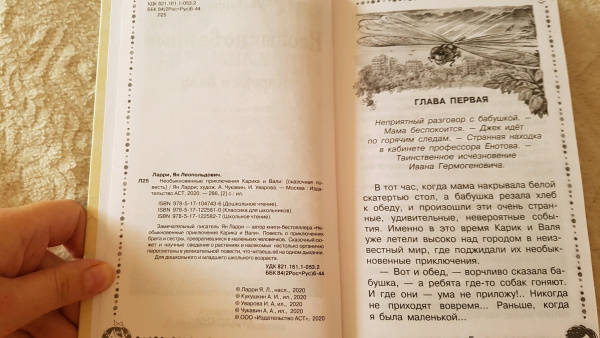 УДК 821.161.1-053.2
ББК 84(2Рос=Рус)6-44
Л25
Ларри, Ян Леопольдович.
Л25 Необыкновенные приключения Карика и Вали: [сказочная по-
весть] / Ян Ларри; худож. А. Чукавин, И. Уварова. — Москва : Изда-
тельство АСТ, 2020. — 286, [2] с.: ил.
ISBN 978-5-17-104743-6 (Дошкольное чтение).
ISBN 978-5-17-122561-0 (Классика для школьников).
ISBN 978-5-17-122582-7 (Школьное чтение).
Замечательный писатель Ян Ларри — автор книги-бестселлера «Не-
обыкновенные приключения Карика и Вали». Повесть о приключениях
брата и сестры, превратившихся в маленьких человечков. Сказочный сю-
жет и научные сведения о растениях и насекомых настолько органично
переплетены в увлекательной повести, что читаешь её на одном дыхании.
Для дошкольного и младшего школьного возраста.
УДК 821.161.1-053.2
ББК 84(2Рос=Рус)6-44
© Ларри Я. Л., насл., 2020
© Кукушкин А. И., ил., 2020
© Уварова И. А., ил., 2020
© Чукавин А. А., ил., 2020
© ООО «Издательство АСТ», 2020
ГЛАВА ПЕРВАЯ
Неприятный разговор с бабушкой. —
Мама беспокоится. — Джек идёт
по горячим следам. — Странная находка
в кабинете профессора Енотова. —
Таинственное исчезновение
Ивана Гермогеновича.
В тот час, когда мама накрывала белой
скатертью стол, а бабушка резала хлеб
к обеду, и произошли эти очень стран-
ные, удивительные, невероятные собы-
тия. Именно в это время Карик и Валя
уже летели высоко над городом в неиз-
вестный мир, где поджидали их необык-
новенные приключения.
— Вот и обед, — ворчливо сказала ба-
бушка, — а ребята где-то собак гоняют.
И где они — ума не приложу!.. Никогда
не приходят вовремя... Раньше, когда
я была маленькой...